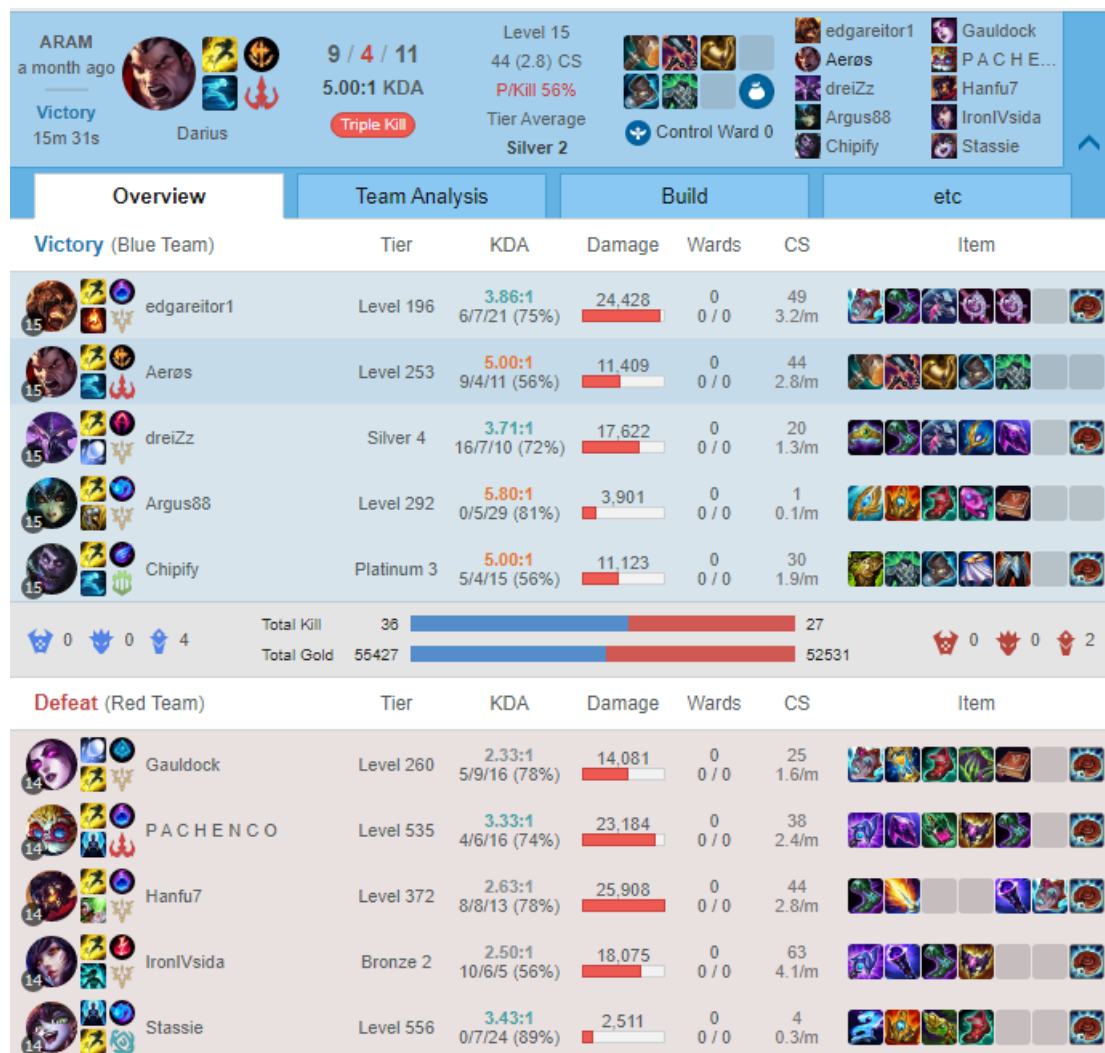 ARAM
a month ago
Victory
15m 31s
Darius
9 / 4 / 11
5.00:1 KDA
Triple Kill
Level 15
44 (2.8) CS
P/Kill 56%
Tier Average
Silver 2
Control Ward 0
edgareitor1 Gauldock
Aerøs P A C H E...
dreiZz Hanfu7
Argus88 IronIVsida
Chipify Stassie
Overview Team Analysis Build etc
Victory (Blue Team) Tier KDA Damage Wards CS Item
3.86:1 24,428 0 49
15 edgareitor1 Level 196 6/7/21 (75%) 0 / 0 3.2/m
5.00:1 11,409 0 44
15 Aerøs Level 253 9/4/11 (56%) 0 / 0 2.8/m
3.71:1 17,622 0 20
15 dreiZz Silver 4 16/7/10 (72%) 0 / 0 1.3/m
5.80:1 3,901 0 1
15 Argus88 Level 292 0/5/29 (81%) 0 / 0 0.1/m
5.00:1 11,123 0 30
15 Chipify Platinum 3 5/4/15 (56%) 0 / 0 1.9/m
0 0 4 Total Kill 36 27 0 0 2
Total Gold 55427 52531
Defeat (Red Team) Tier KDA Damage Wards CS Item
2.33:1 14,081 0 25
14 Gauldock Level 260 5/9/16 (78%) 0 / 0 1.6/m
3.33:1 23,184 0 38
14 P A C H E N C O Level 535 4/6/16 (74%) 0 / 0 2.4/m
2.63:1 25,908 0 44
14 Hanfu7 Level 372 8/8/13 (78%) 0 / 0 2.8/m
2.50:1 18,075 0 63
14 IronIVsida Bronze 2 10/6/5 (56%) 0 / 0 4.1/m
3.43:1 2,511 0 4
14 Stassie Level 556 0/7/24 (89%) 0 / 0 0.3/m